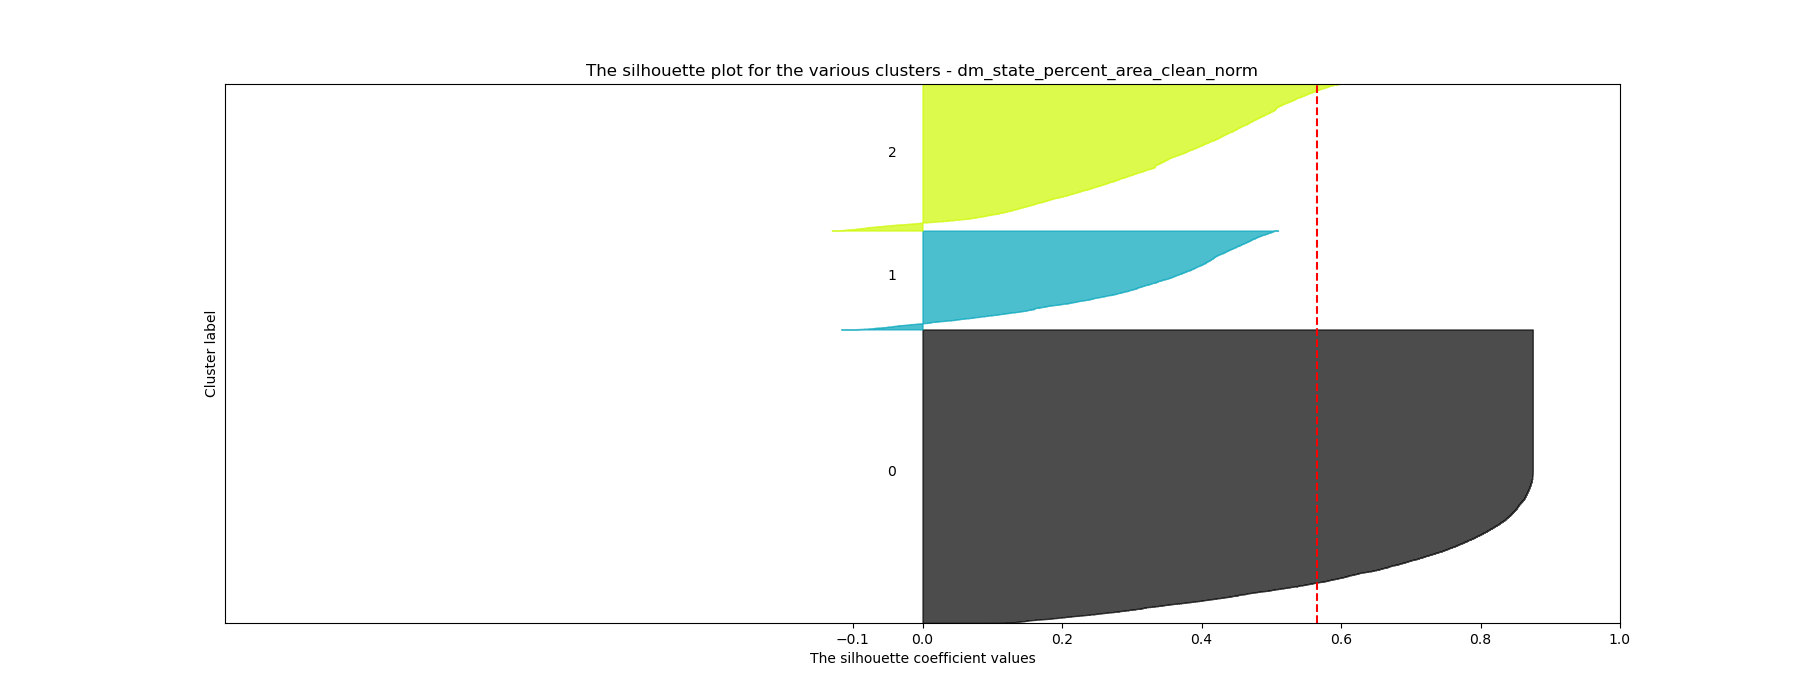 The silhouette plot for the various clusters - dm_state_percent_area_clean_norm
2
1
0
Cluster label
−0.1 0.0 0.2 0.4 0.6 0.8 1.0
The silhouette coefficient values